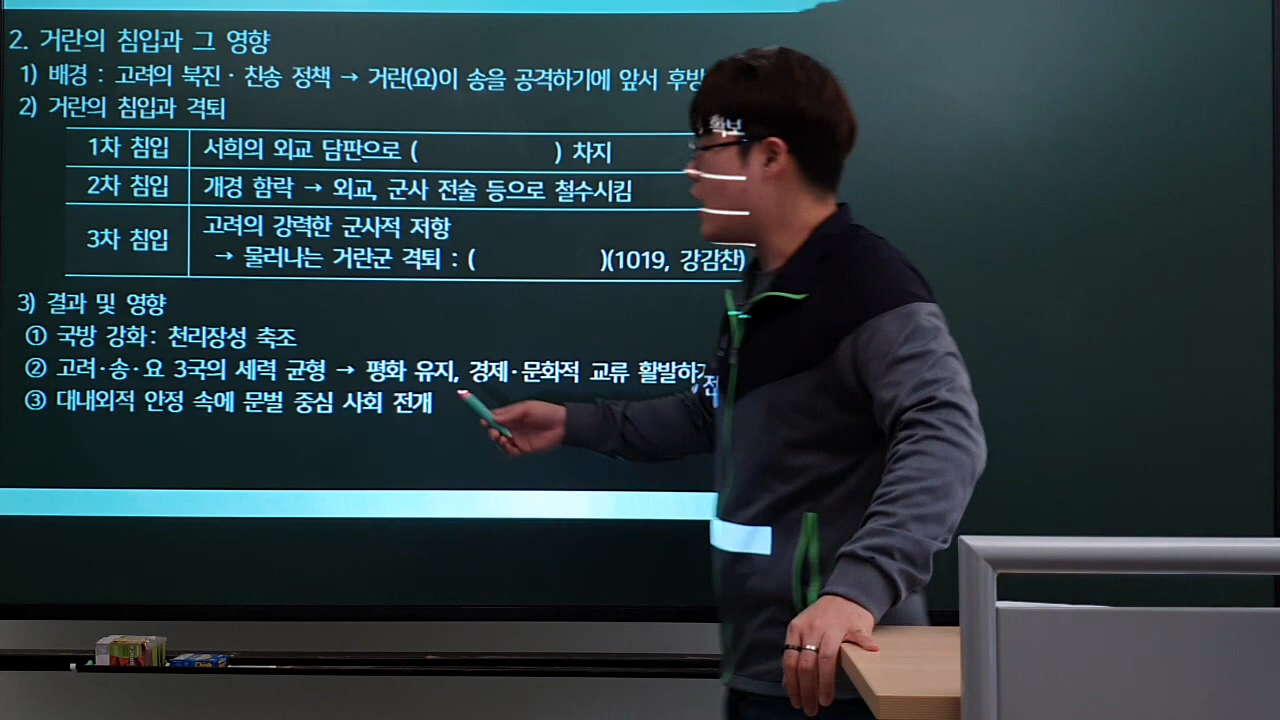 2. 거란의 침입과 그 영향
1) 배경 : 고려의 북진·친송 정책 → 거란(요)이 송을 공격하기에 앞서 후방
확보
2) 거란의 침입과 격퇴
1차 침입 서희의 외교 담판으로 ( ) 차지
2차 침입 개경 함락 → 외교, 군사 전술 등으로 철수시킴
3차 침입 고려의 강력한 군사적 저항
→ 물러나는 거란군 격퇴 : ( )(1019, 강감찬)
3) 결과 및 영향
① 국방 강화: 천리장성 축조
② 고려·송·요 3국의 세력 균형 → 평화 유지, 경제·문화적 교류 활발하게
③ 대내외적 안정 속에 문벌 중심 사회 전개